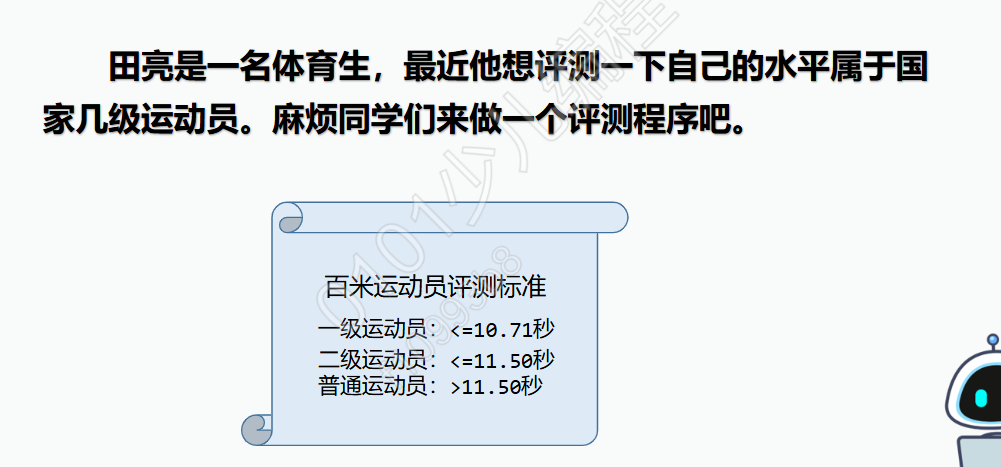 田亮是一名体育生，最近他想评测一下自己的水平属于国
家几级运动员。麻烦同学们来做一个评测程序吧。
百米运动员评测标准
一级运动员：<=10.71秒
二级运动员：<=11.50秒
普通运动员：>11.50秒
0101少儿编程